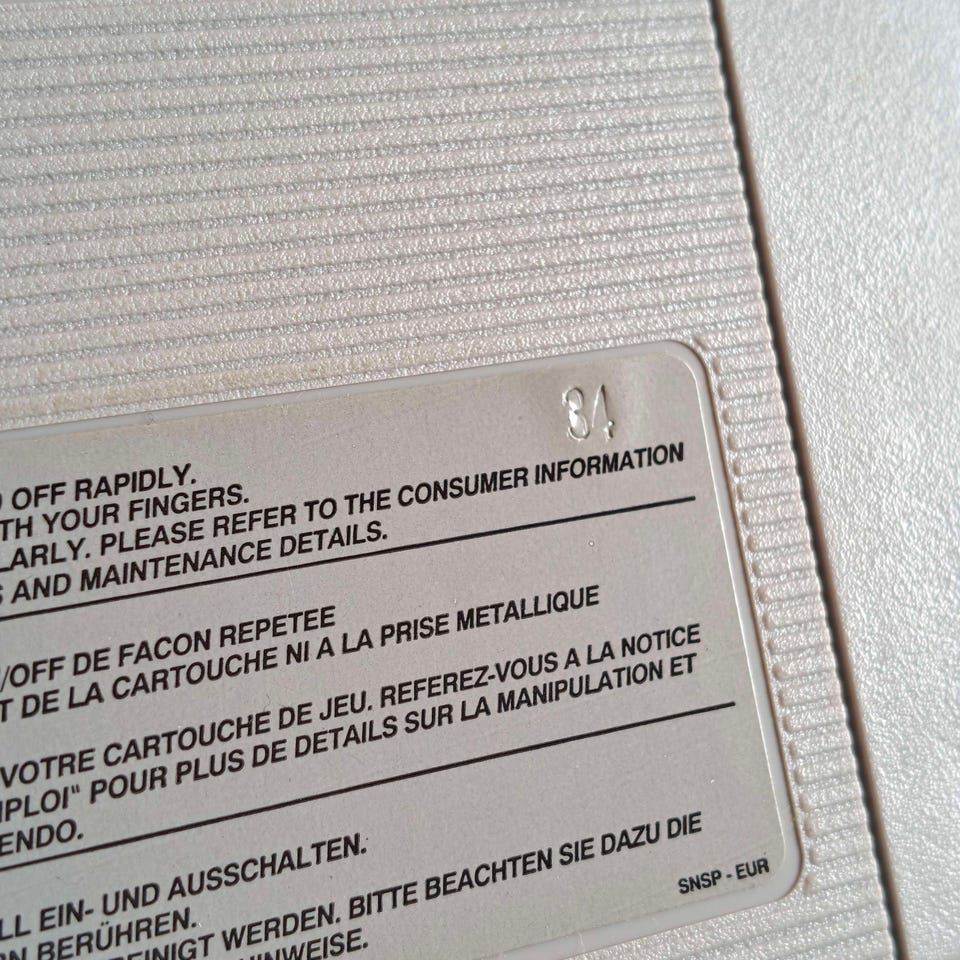 34
OFF RAPIDLY.
TH YOUR FINGERS.
LARLY. PLEASE REFER TO THE CONSUMER INFORMATION
S AND MAINTENANCE DETAILS.
/OFF DE FACON REPETEE
T DE LA CARTOUCHE NI A LA PRISE METALLIQUE
VOTRE CARTOUCHE DE JEU. REFEREZ-VOUS A LA NOTICE
MPLOI" POUR PLUS DE DETAILS SUR LA MANIPULATION ET
ENDO.
LL EIN- UND AUSSCHALTEN.
N BERÜHREN.
REINIGT WERDEN. BITTE BEACHTEN SIE DAZU DIE
HINWEISE.
SNSP - EUR